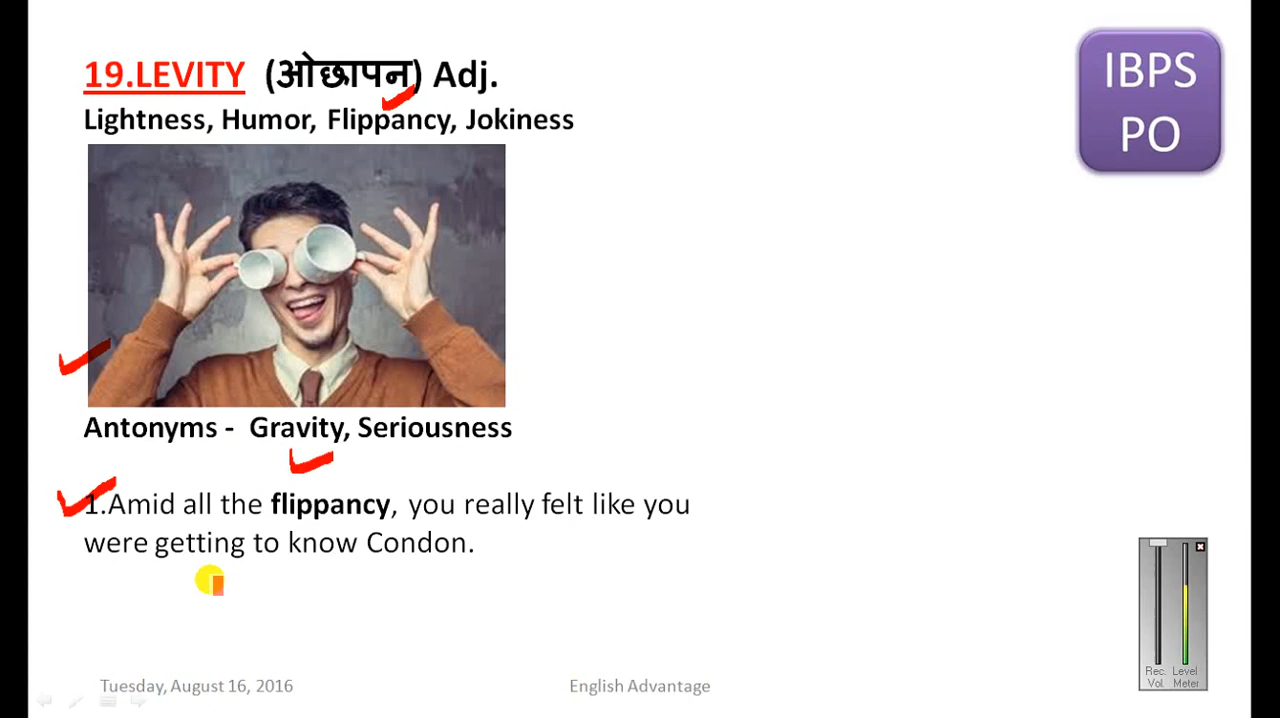 19.LEVITY (ओछापन) Adj.
Lightness, Humor, Flippancy, Jokiness
IBPS
PO
Antonyms - Gravity, Seriousness
1.Amid all the flippancy, you really felt like you
were getting to know Condon.
Rec. Level
Vol. Meter
Tuesday, August 16, 2016
English Advantage